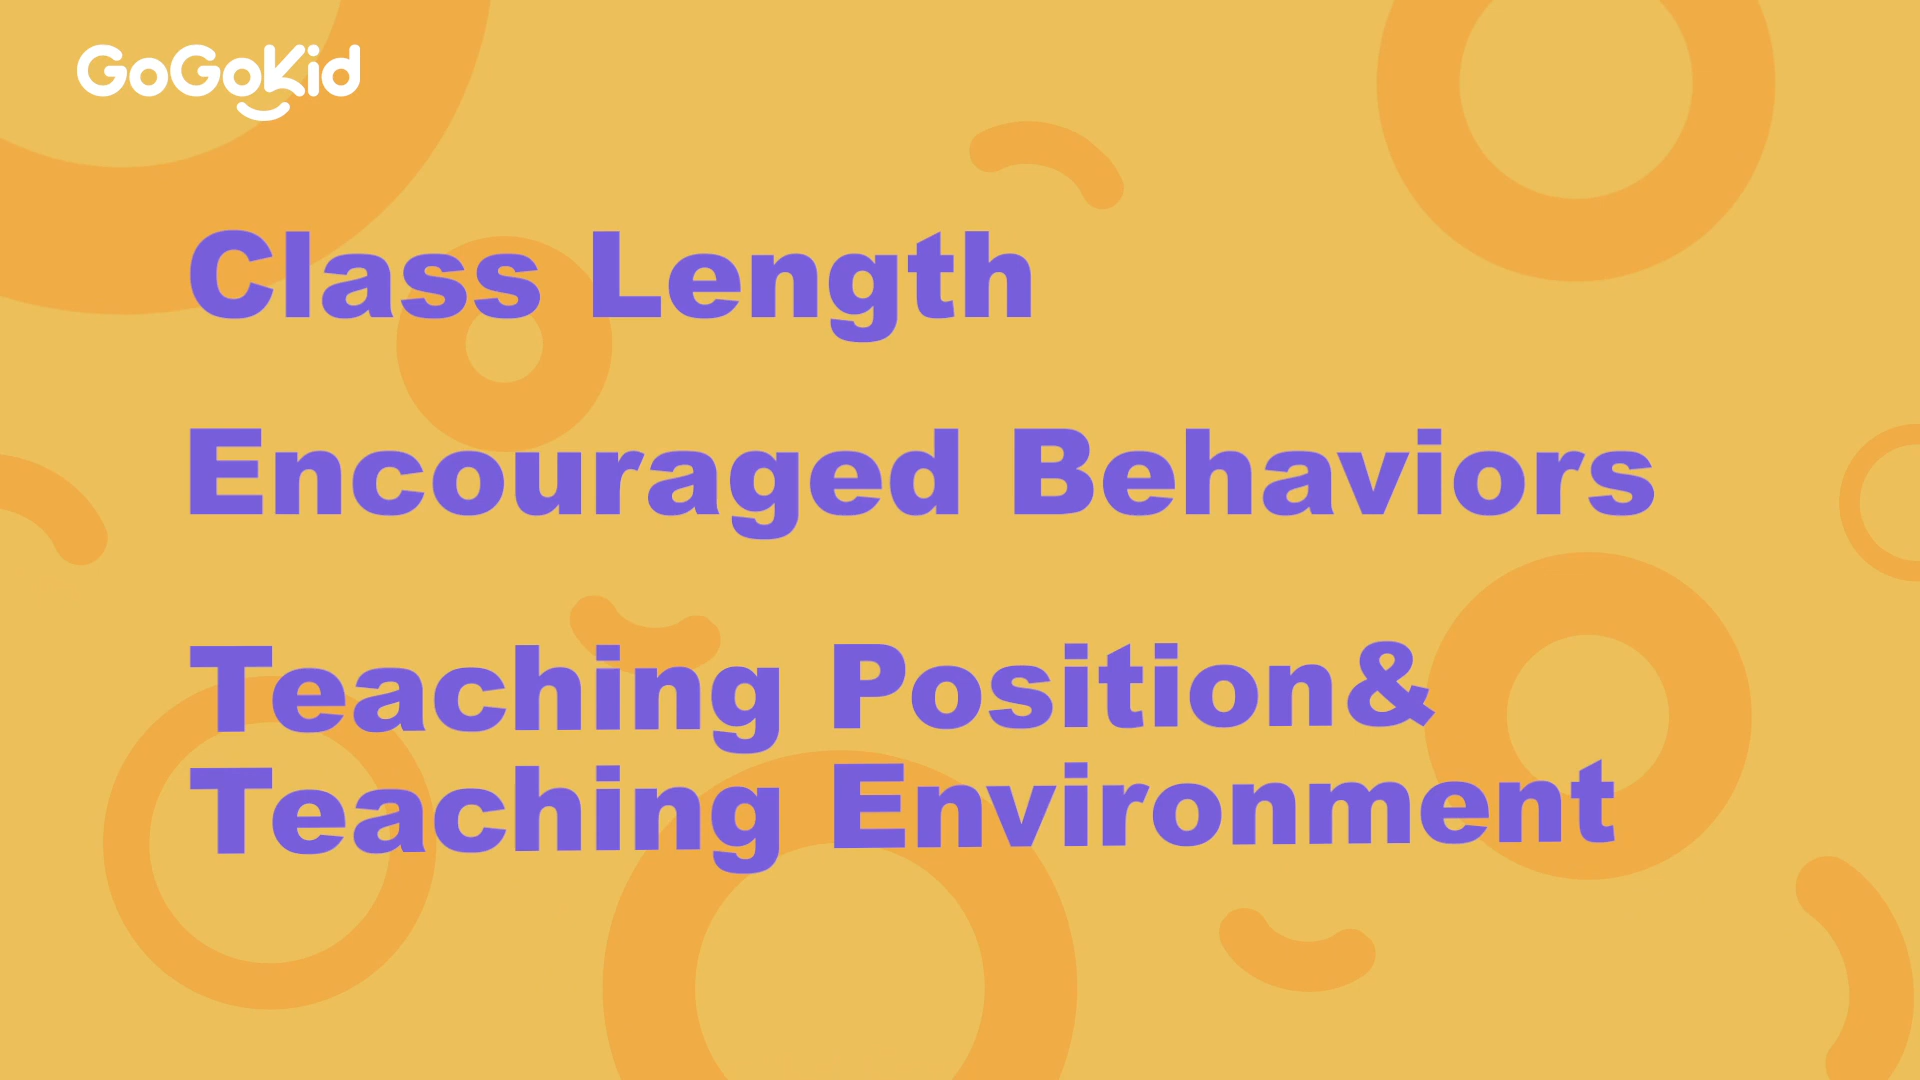 GoGoKid
Class Length
Encouraged Behaviors
Teaching Position&
Teaching Environment